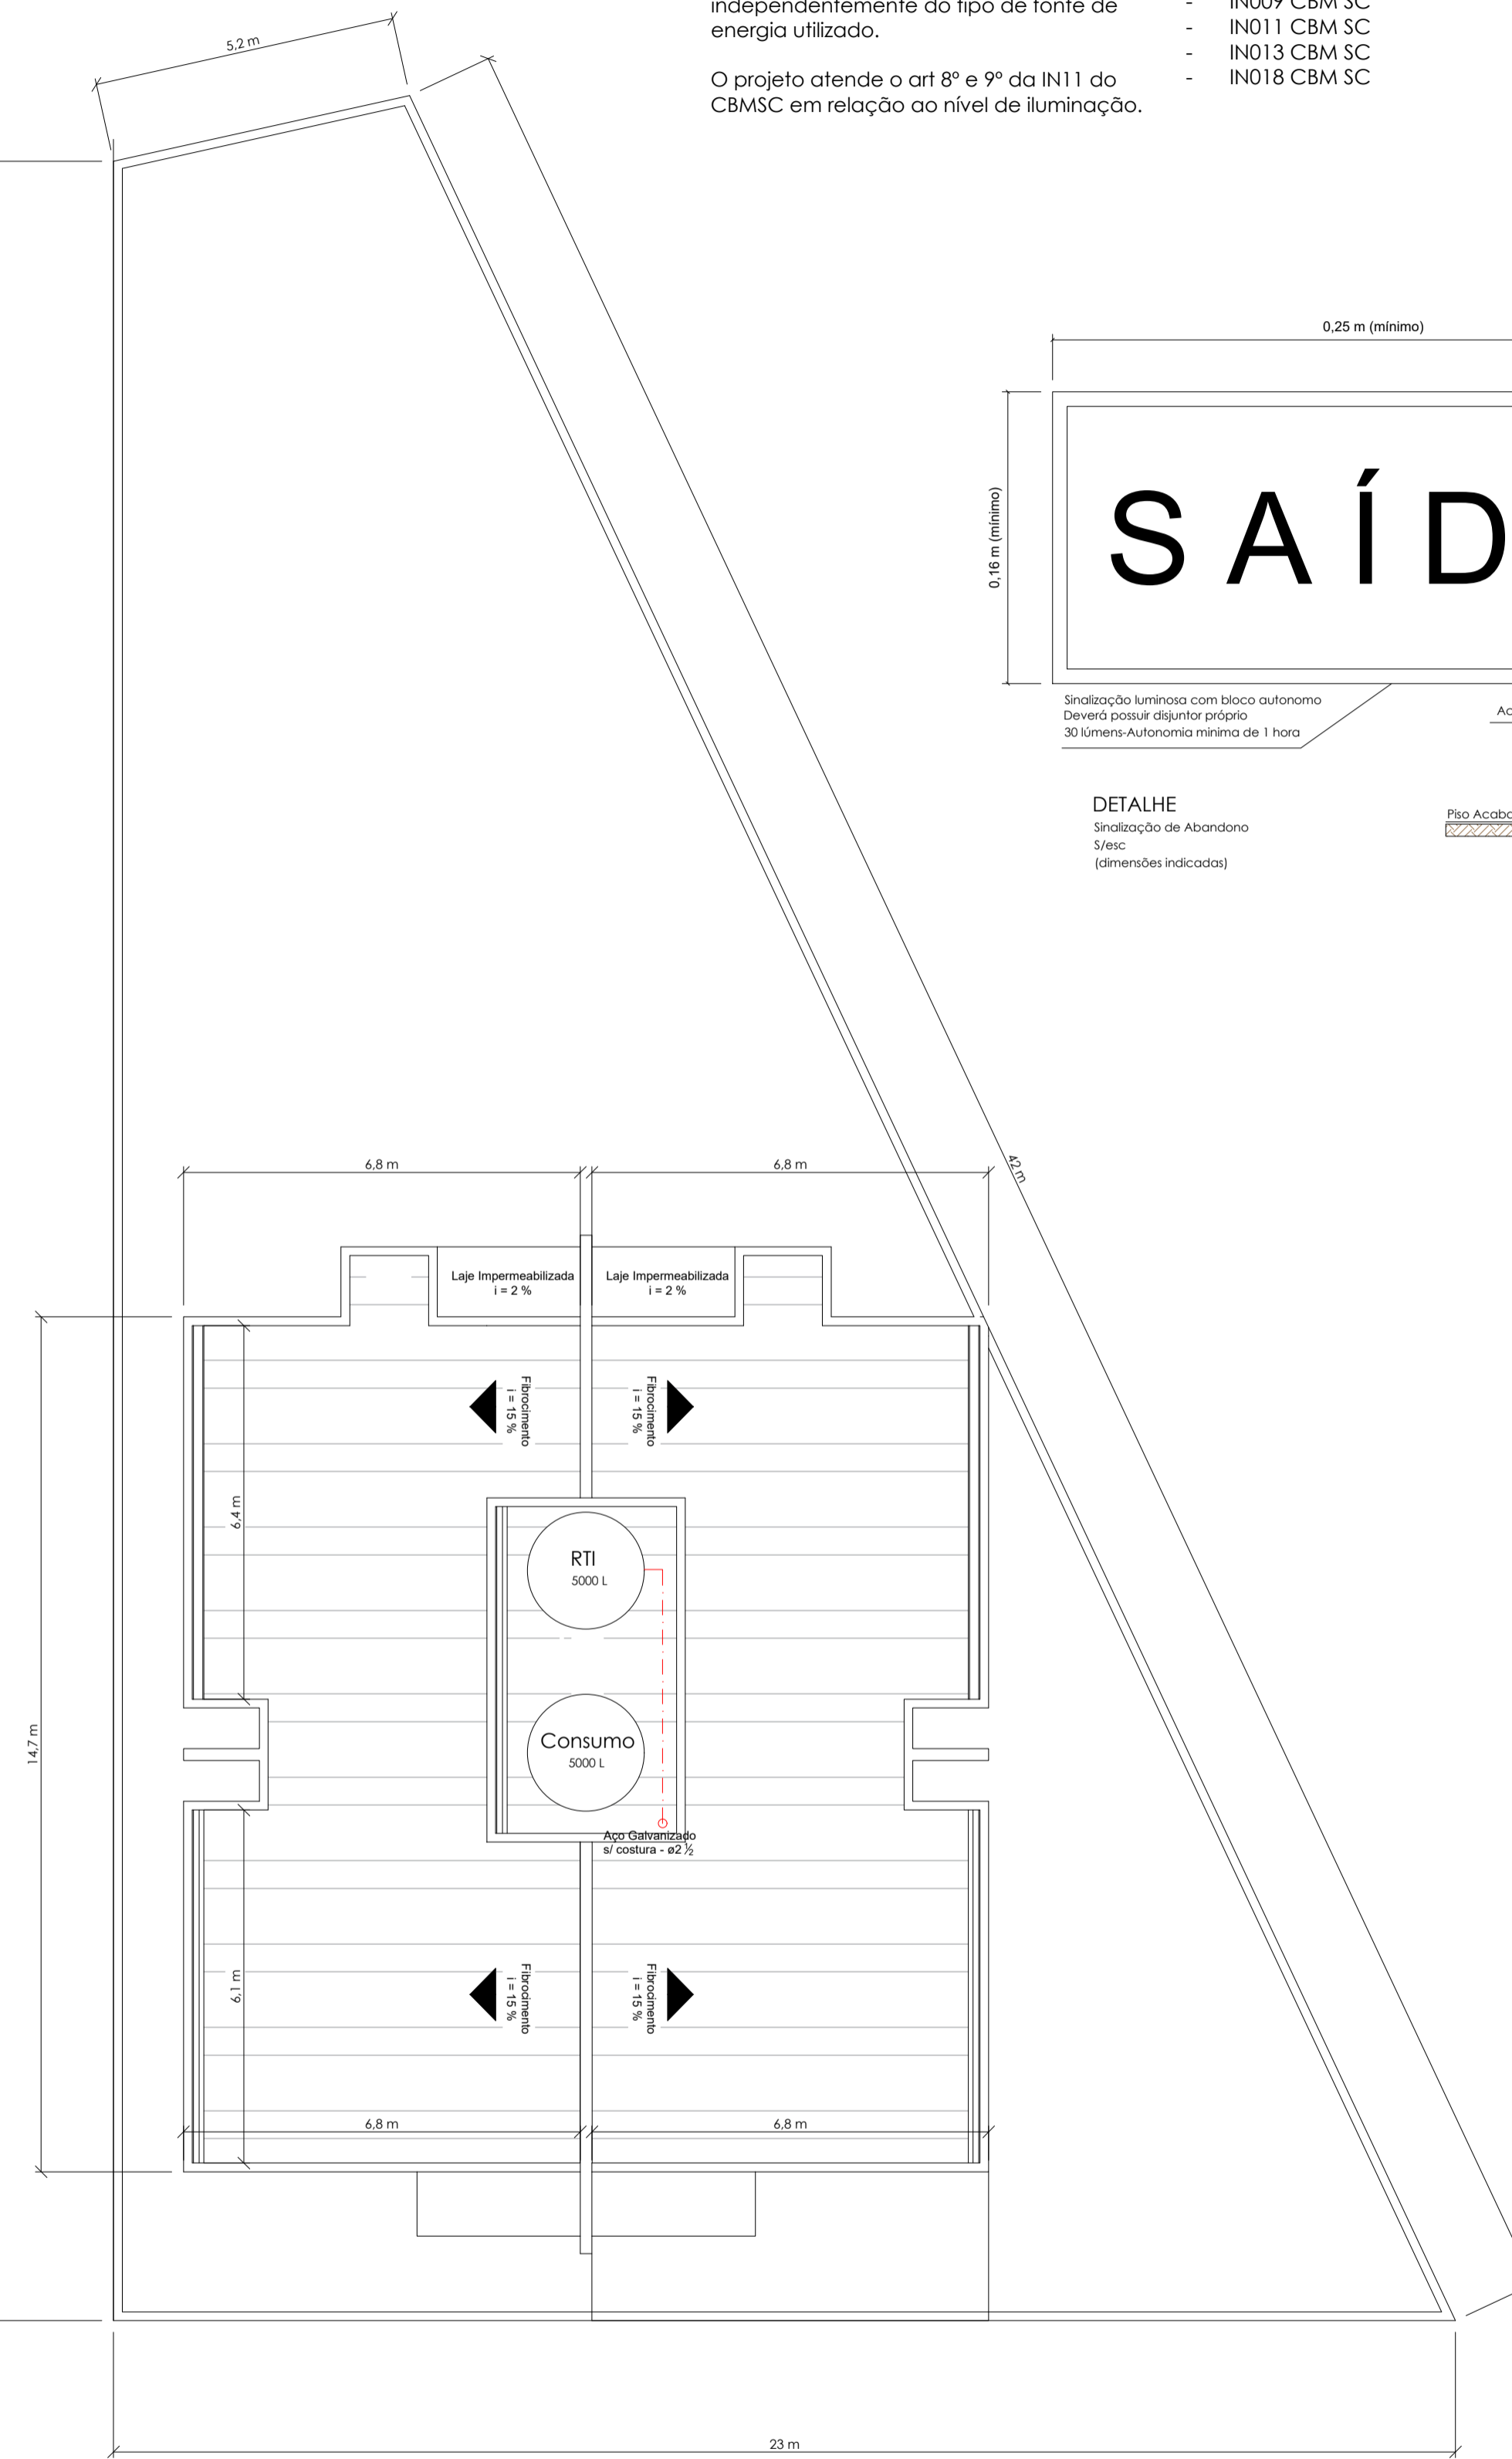 independentemente do tipo de fonte de
energia utilizado.
O projeto atende o art 8º e 9º da IN11 do
CBMSC em relação ao nível de iluminação.
- IN009 CBM SC
- IN011 CBM SC
- IN013 CBM SC
- IN018 CBM SC
5,2 m
0,25 m (mínimo)
0,16 m (mínimo)
S A Í D
Sinalização luminosa com bloco autonomo
Deverá possuir disjuntor próprio
30 lúmens-Autonomia minima de 1 hora
DETALHE
Sinalização de Abandono
S/esc
(dimensões indicadas)
Piso
42 m
6,8 m
6,8 m
Laje Impermeabilizada
i = 2 %
Laje Impermeabilizada
i = 2 %
Fibrocimento
i = 15 %
Fibrocimento
i = 15 %
6,4 m
RTI
5000 L
14,7 m
Consumo
5000 L
Aço Galvanizado
s/ costura - ø2 ½
Fibrocimento
i = 15 %
Fibrocimento
i = 15 %
6,1 m
6,8 m
6,8 m
23 m